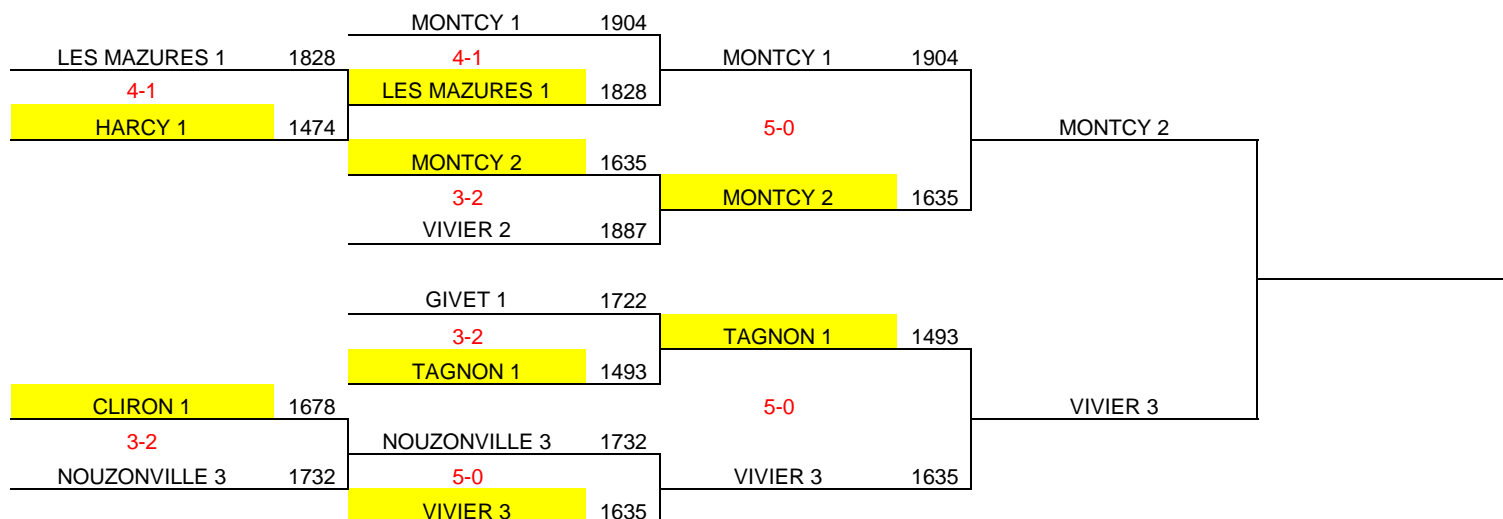 MONTCY 1 1904
LES MAZURES 1 1828 4-1 MONTCY 1 1904
4-1 LES MAZURES 1 1828
HARCY 1 1474 5-0 MONTCY 2
MONTCY 2 1635
3-2 MONTCY 2 1635
VIVIER 2 1887
GIVET 1 1722
3-2 TAGNON 1 1493
TAGNON 1 1493
CLIRON 1 1678 5-0 VIVIER 3
3-2 NOUZONVILLE 3 1732
NOUZONVILLE 3 1732 5-0 VIVIER 3 1635
VIVIER 3 1635